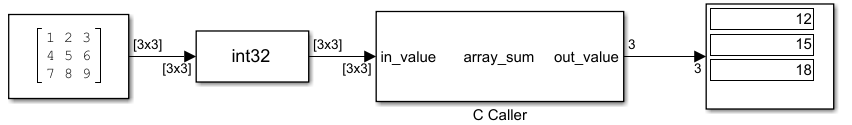 1 2 3
4 5 6
7 8 9
[3x3]
[3x3]
int32
[3x3]
[3x3]
in_value array_sum out_value
C Caller
3
3
12
15
18